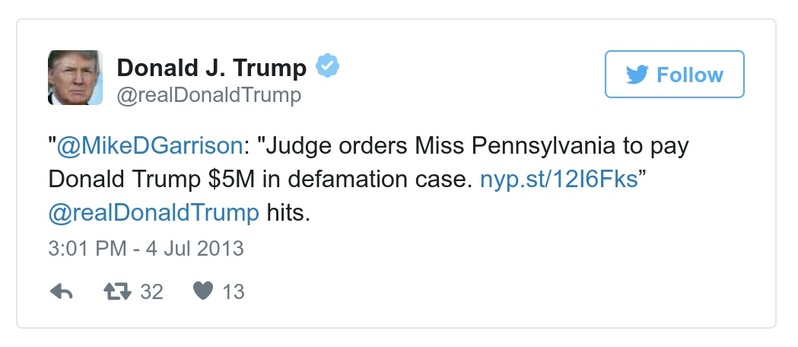 Donald J. Trump
Follow
@realDonaldTrump
"@MikeDGarrison: "Judge orders Miss Pennsylvania to pay
Donald Trump $5M in defamation case. nyp.st/12I6Fks”
@realDonaldTrump hits.
3:01 PM - 4 Jul 2013
32 13